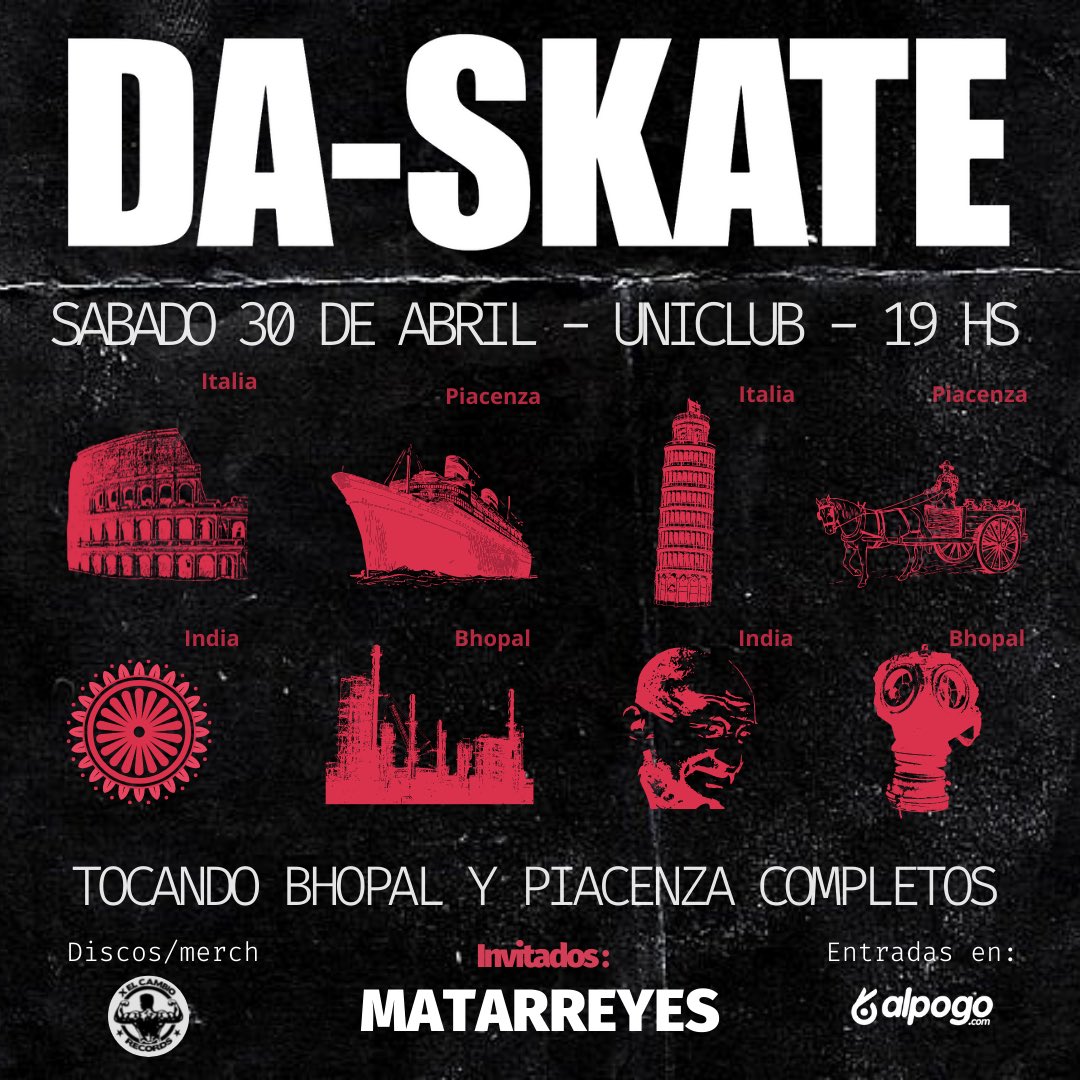 DA-SKATE
SABADO 30 DE ABRIL - UNICLUB - 19 HS
Italia
Piacenza
Italia
Piacenza
India
Bhopal
India
Bhopal
TOCANDO BHOPAL Y PIACENZA COMPLETOS
Discos/merch
X EL CAMBIO
RECORDS
Invitados:
MATARREYES
Entradas en:
alpogo
.com